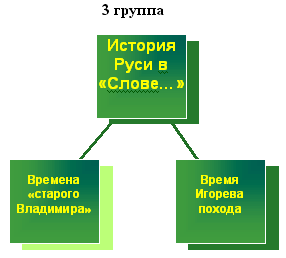 3 группа
История
Руси в
«Слове...»
Времена
«старого
Владимира»
Время
Игорева
похода